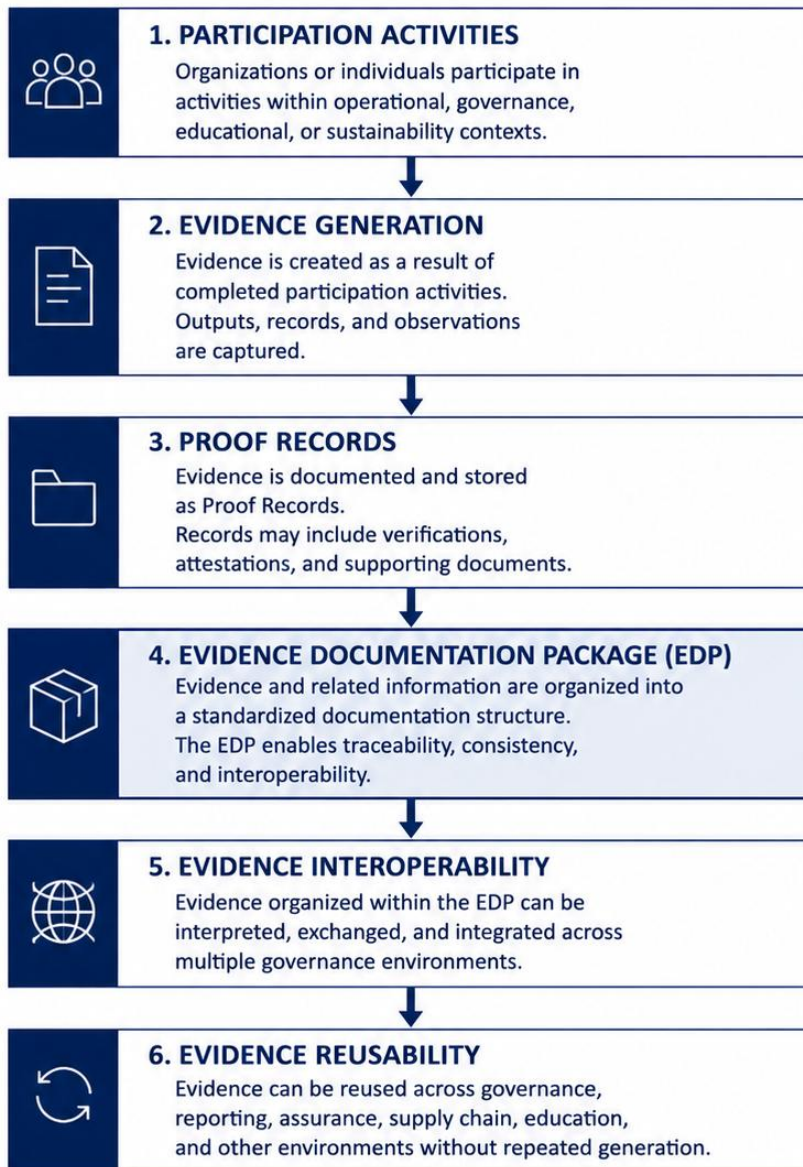 1. PARTICIPATION ACTIVITIES
Organizations or individuals participate in
activities within operational, governance,
educational, or sustainability contexts.
2. EVIDENCE GENERATION
Evidence is created as a result of
completed participation activities.
Outputs, records, and observations
are captured.
3. PROOF RECORDS
Evidence is documented and stored
as Proof Records.
Records may include verifications,
attestations, and supporting documents.
4. EVIDENCE DOCUMENTATION PACKAGE (EDP)
Evidence and related information are organized into
a standardized documentation structure.
The EDP enables traceability, consistency,
and interoperability.
5. EVIDENCE INTEROPERABILITY
Evidence organized within the EDP can be
interpreted, exchanged, and integrated across
multiple governance environments.
6. EVIDENCE REUSABILITY
Evidence can be reused across governance,
reporting, assurance, supply chain, education,
and other environments without repeated generation.